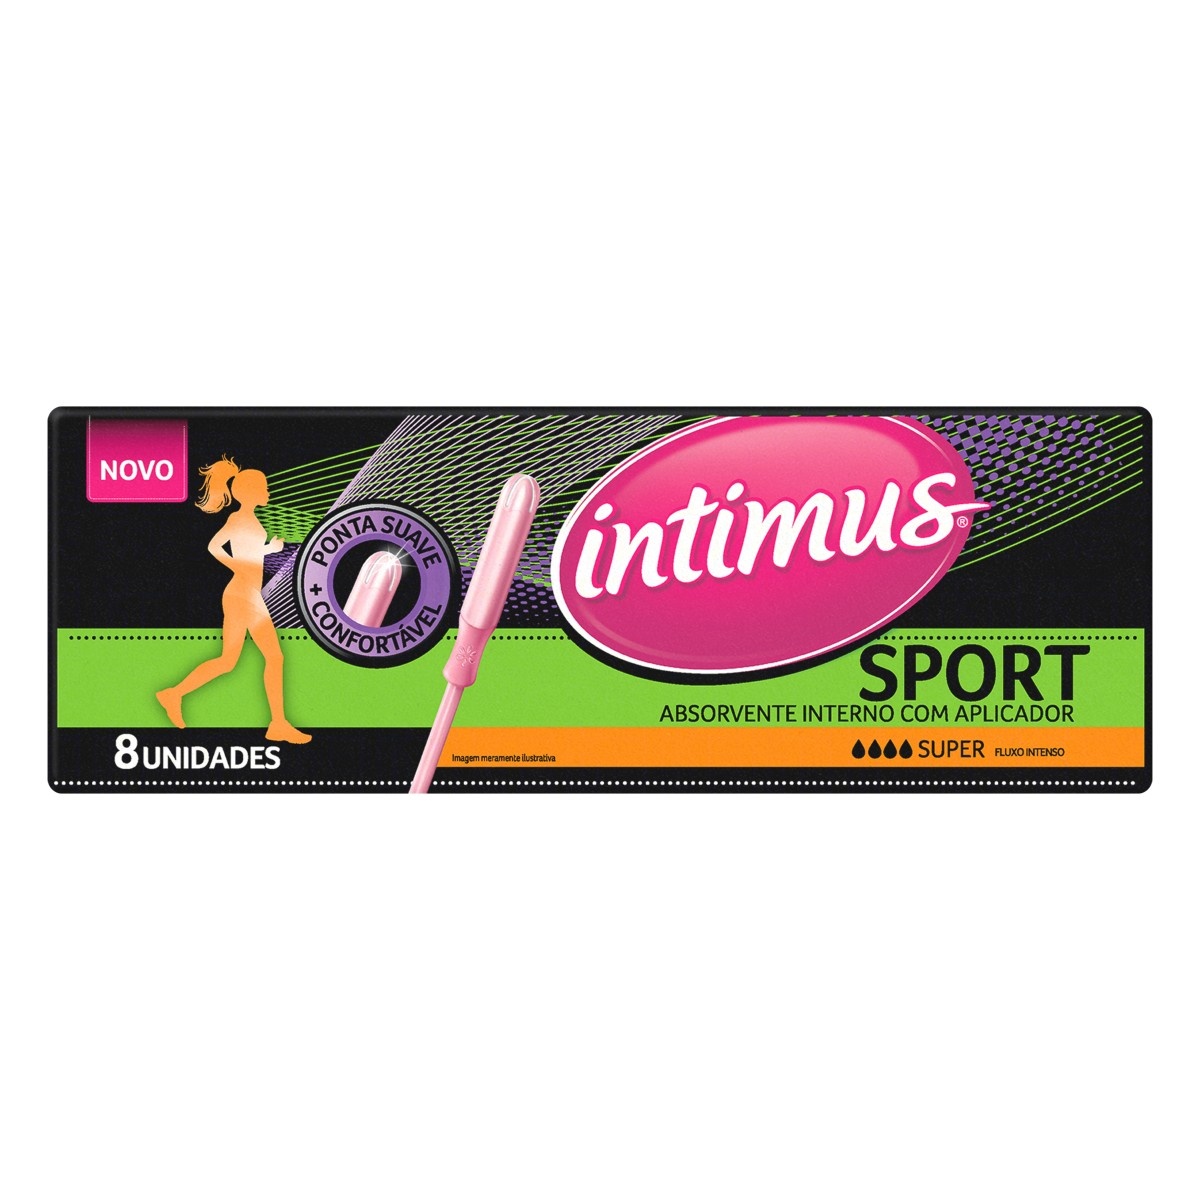 NOVO
PONTA SUAVE
+ CONFORTÁVEL
intimus®
SPORT
ABSORVENTE INTERNO COM APLICADOR
SUPER FLUXO INTENSO
8 UNIDADES
Imagem meramente ilustrativa